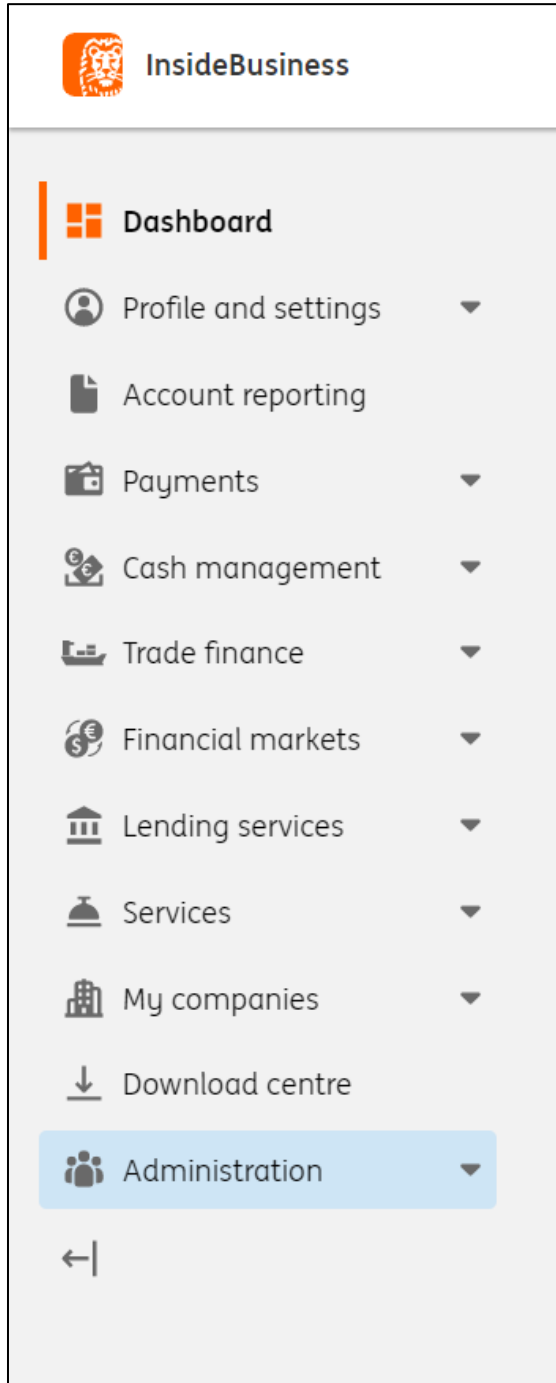 InsideBusiness
Dashboard
Profile and settings
Account reporting
Payments
Cash management
Trade finance
Financial markets
Lending services
Services
My companies
Download centre
Administration